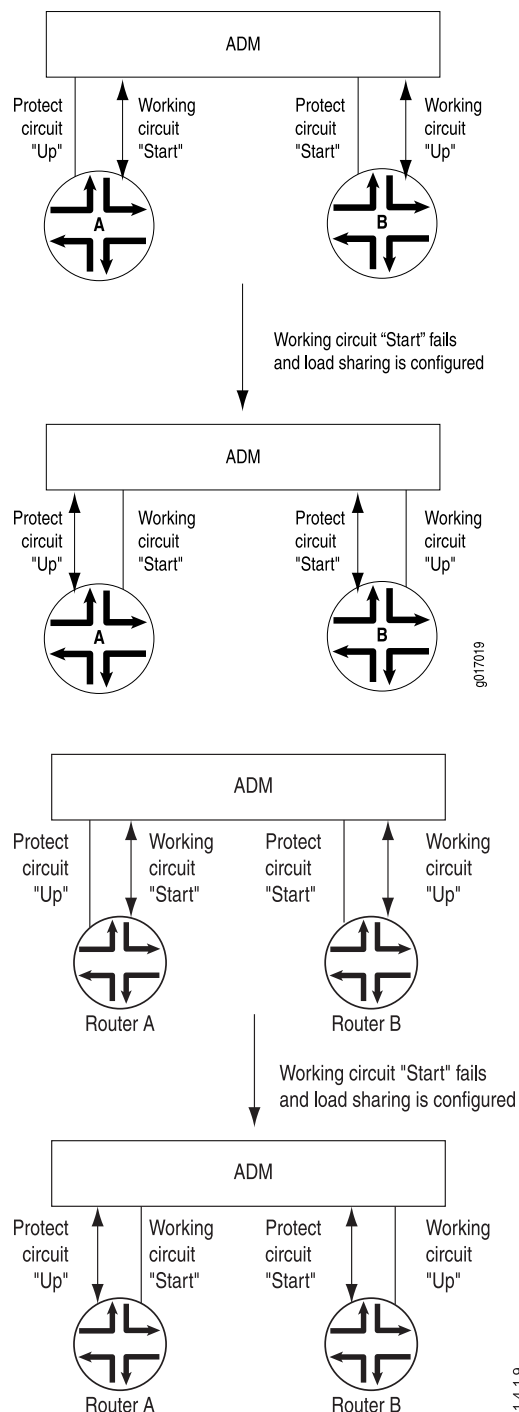 ADM
Protect
circuit
"Up"
Working
circuit
"Start"
Protect
circuit
"Start"
Working
circuit
"Up"
A
B
Working circuit “Start” fails
and load sharing is configured
ADM
Protect
circuit
"Up"
Working
circuit
"Start"
Protect
circuit
"Start"
Working
circuit
"Up"
A
B
g017019
ADM
Protect
circuit
"Up"
Working
circuit
"Start"
Protect
circuit
"Start"
Working
circuit
"Up"
Router A
Router B
Working circuit "Start" fails
and load sharing is configured
ADM
Protect
circuit
"Up"
Working
circuit
"Start"
Protect
circuit
"Start"
Working
circuit
"Up"
Router A
Router B
1419